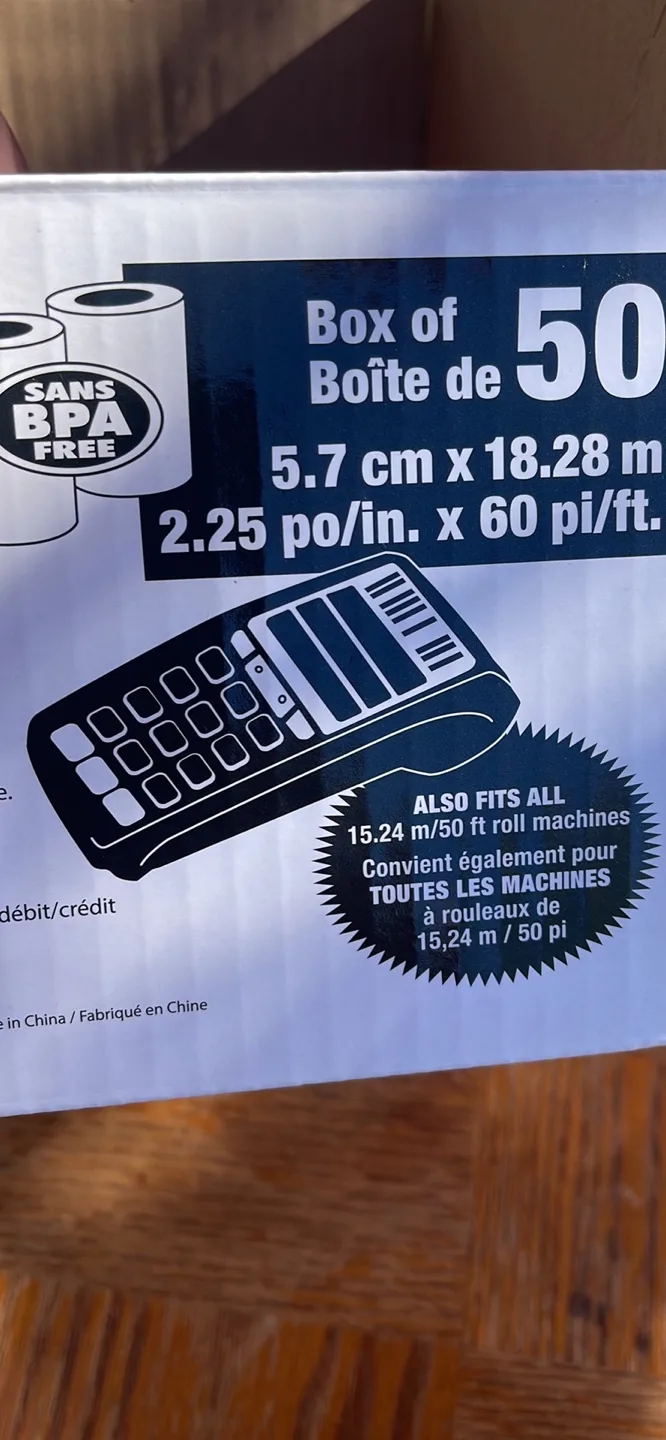 Box of
Boîte de 50
5.7 cm x 18.28 m
2.25 po/in. x 60 pi/ft.
SANS
BPA
FREE
ALSO FITS ALL
15.24 m/50 ft roll machines
Convient également pour
TOUTES LES MACHINES
à rouleaux de
15,24 m / 50 pi
débit/crédit
in China / Fabriqué en Chine